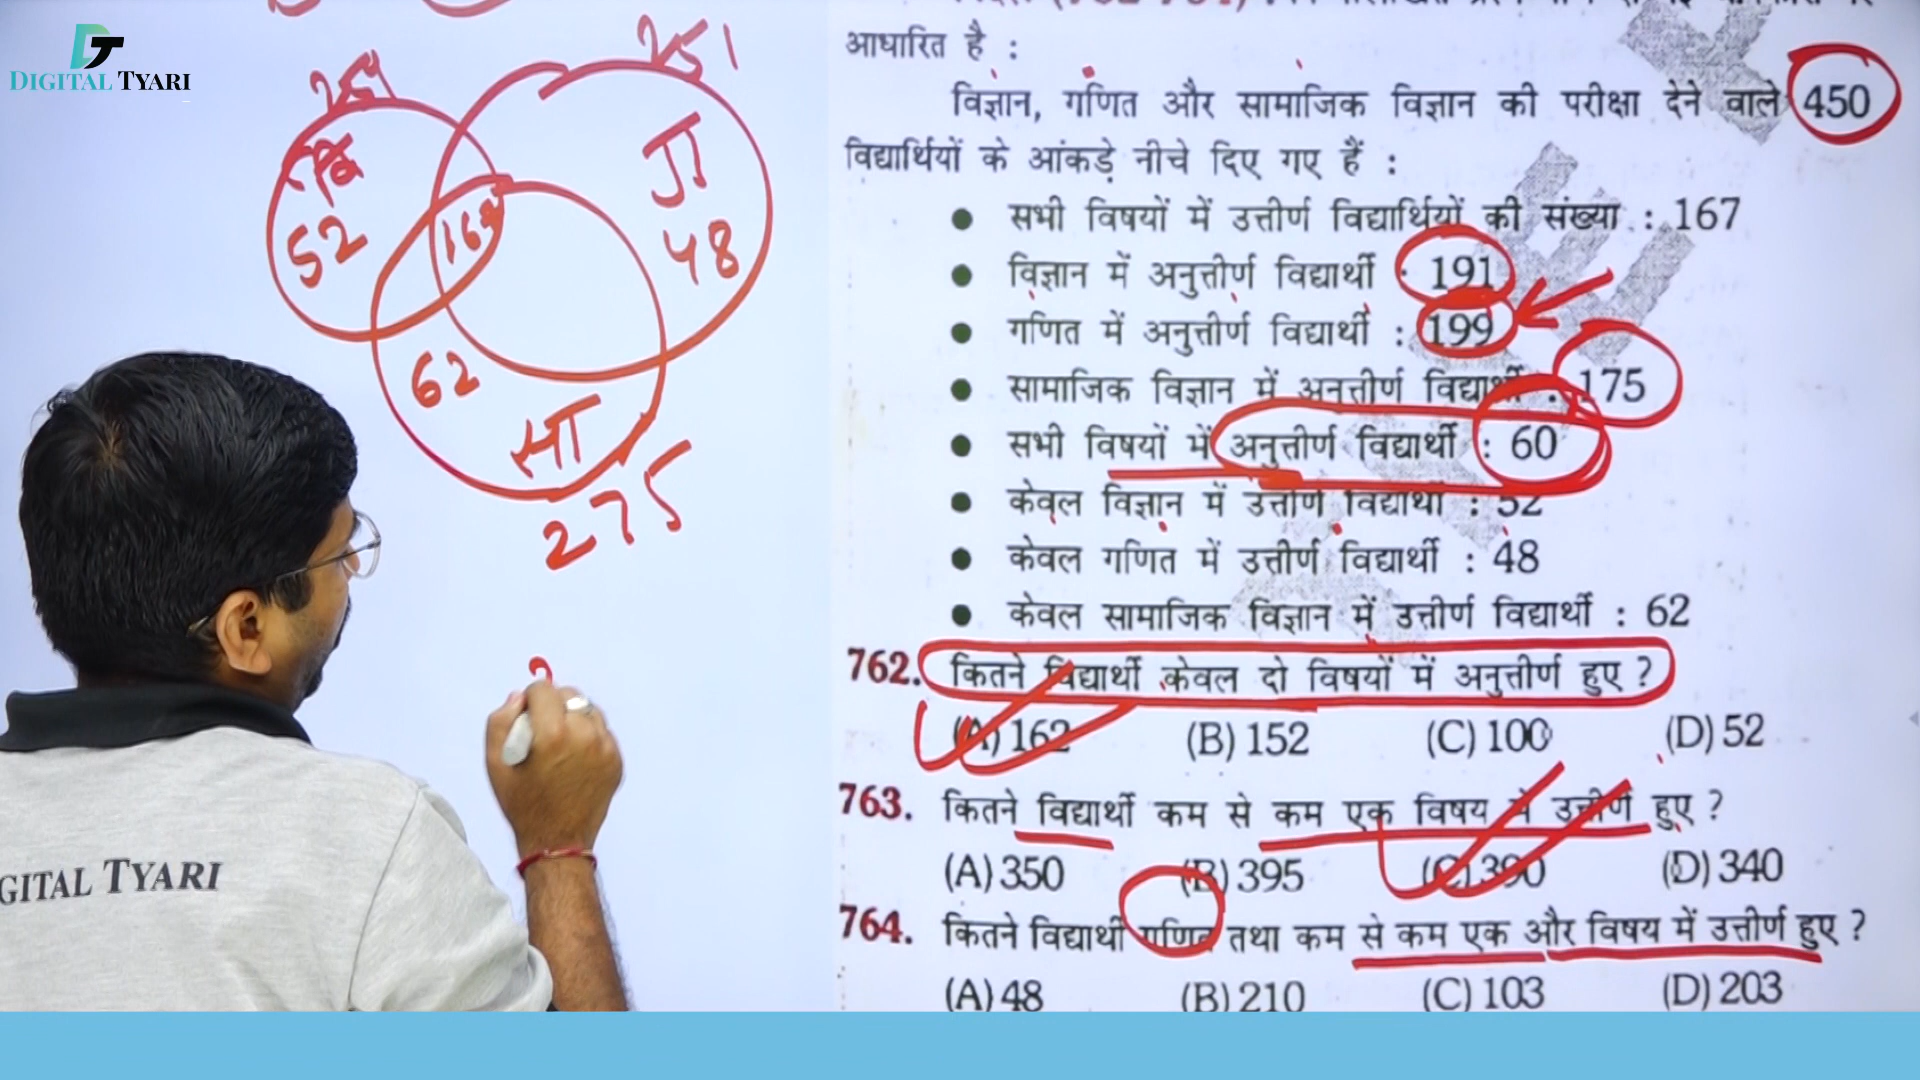 DIGITAL TYARI
आधारित है :
विज्ञान, गणित और सामाजिक विज्ञान की परीक्षा देने वाले 450
विद्यार्थियों के आंकड़े नीचे दिए गए हैं :
● सभी विषयों में उत्तीर्ण विद्यार्थियों की संख्या : 167
● विज्ञान में अनुत्तीर्ण विद्यार्थी : 191
● गणित में अनुत्तीर्ण विद्यार्थी : 199
● सामाजिक विज्ञान में अनुत्तीर्ण विद्यार्थी : 175
● सभी विषयों में अनुत्तीर्ण विद्यार्थी : 60
● केवल विज्ञान में उत्तीर्ण विद्यार्थी : 52
● केवल गणित में उत्तीर्ण विद्यार्थी : 48
● केवल सामाजिक विज्ञान में उत्तीर्ण विद्यार्थी : 62
762. कितने विद्यार्थी केवल दो विषयों में अनुत्तीर्ण हुए ?
(A) 162 (B) 152 (C) 100 (D) 52
763. कितने विद्यार्थी कम से कम एक विषय में उत्तीर्ण हुए ?
(A) 350 (B) 395 (C) 390 (D) 340
764. कितने विद्यार्थी गणित तथा कम से कम एक और विषय में उत्तीर्ण हुए ?
(A) 48 (B) 210 (C) 103 (D) 203
251
वि
52
ग
48
62
सा
275
GITAL TYARI